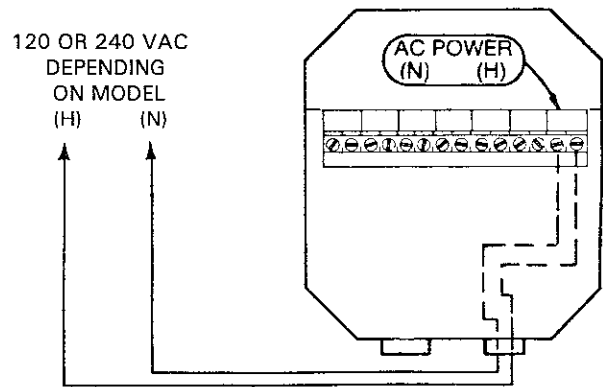 120 OR 240 VAC
DEPENDING
ON MODEL
(H) (N)
AC POWER
(N) (H)